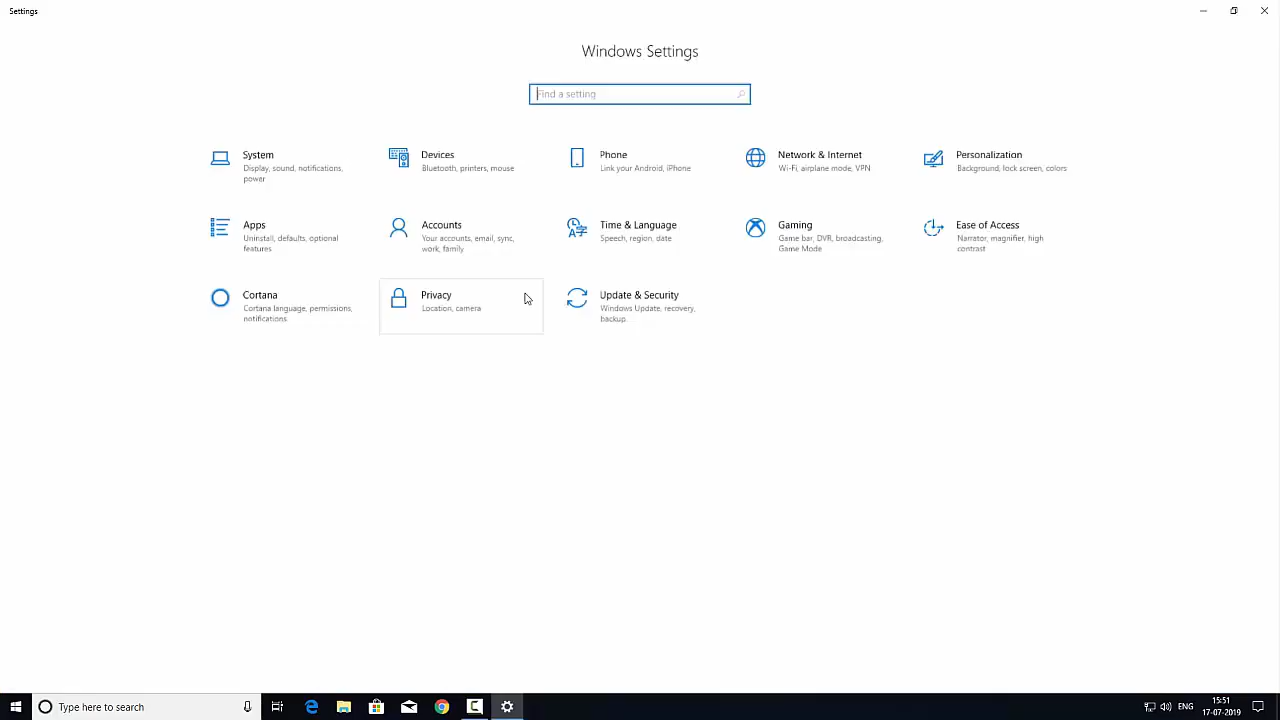 Settings
Windows Settings
Find a setting
System
Display, sound, notifications,
power
Devices
Bluetooth, printers, mouse
Phone
Link your Android, iPhone
Network & Internet
Wi-Fi, airplane mode, VPN
Personalization
Background, lock screen, colors
Apps
Uninstall, defaults, optional
features
Accounts
Your accounts, email, sync,
work, family
Time & Language
Speech, region, date
Gaming
Game bar, DVR, broadcasting,
Game Mode
Ease of Access
Narrator, magnifier, high
contrast
Cortana
Cortana language, permissions,
notifications
Privacy
Location, camera
Update & Security
Windows Update, recovery,
backup
Type here to search
ENG
15:51
17-07-2019